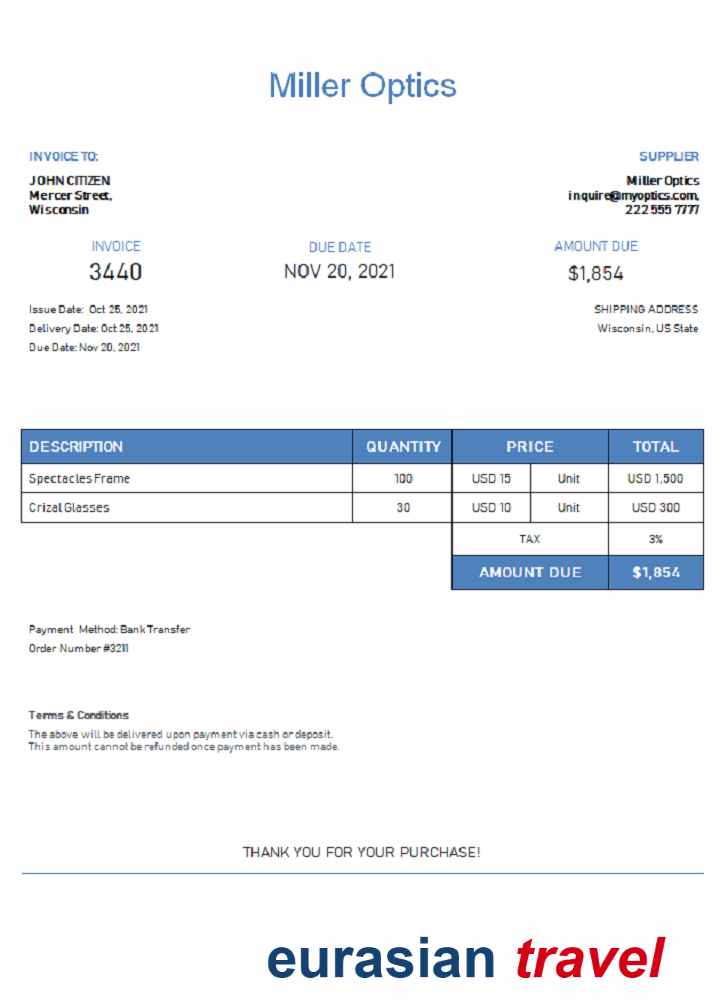 Miller Optics
INVOICE TO:
SUPPLIER
JOHN CITIZEN
Miller Optics
Mercer Street,
inquire@myoptics.com,
Wisconsin
222 555 7777
INVOICE
DUE DATE
AMOUNT DUE
3440
NOV 20, 2021
$1,854
Issue Date: Oct 25, 2021
SHIPPING ADDRESS
Delivery Date: Oct 25, 2021
Wisconsin, US State
Due Date: Nov 20, 2021
DESCRIPTION QUANTITY PRICE TOTAL
Spectacles Frame 100 USD 15 Unit USD 1,500
Crizal Glasses 30 USD 10 Unit USD 300
TAX 3%
AMOUNT DUE $1,854
Payment Method: Bank Transfer
Order Number #3211
Terms & Conditions
The above will be delivered upon payment via cash or deposit.
This amount cannot be refunded once payment has been made.
THANK YOU FOR YOUR PURCHASE!
eurasian travel